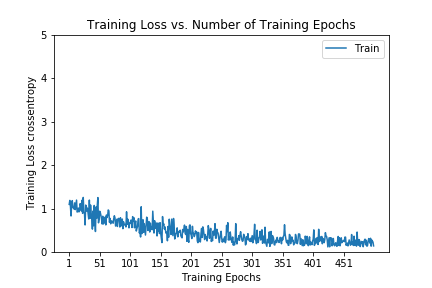 Training Loss vs. Number of Training Epochs
Train
Training Loss crossentropy
5
4
3
2
1
0
1 51 101 151 201 251 301 351 401 451
Training Epochs